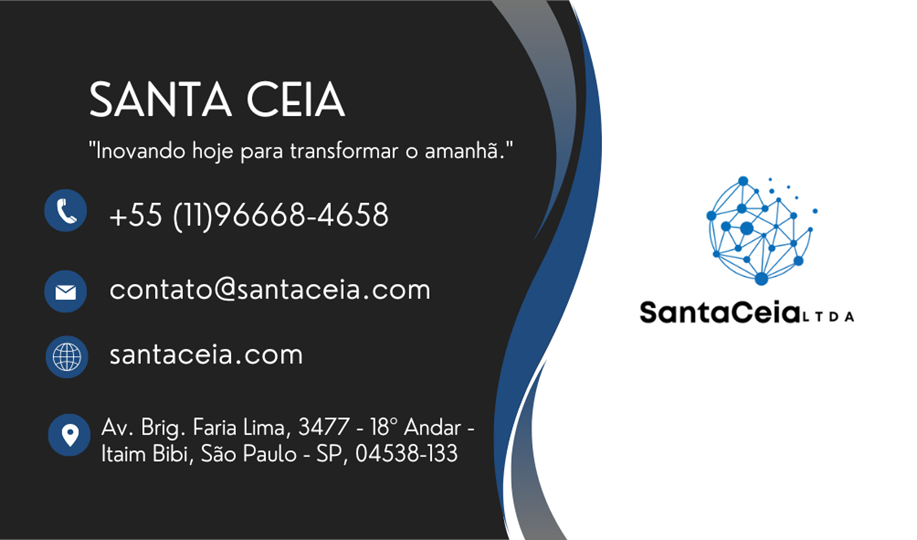 SANTA CEIA
"Inovando hoje para transformar o amanhã."
+55 (11)96668-4658
contato@santaceia.com
santaceia.com
Av. Brig. Faria Lima, 3477 - 18° Andar -
Itaim Bibi, São Paulo - SP, 04538-133
SantaCeia LTDA